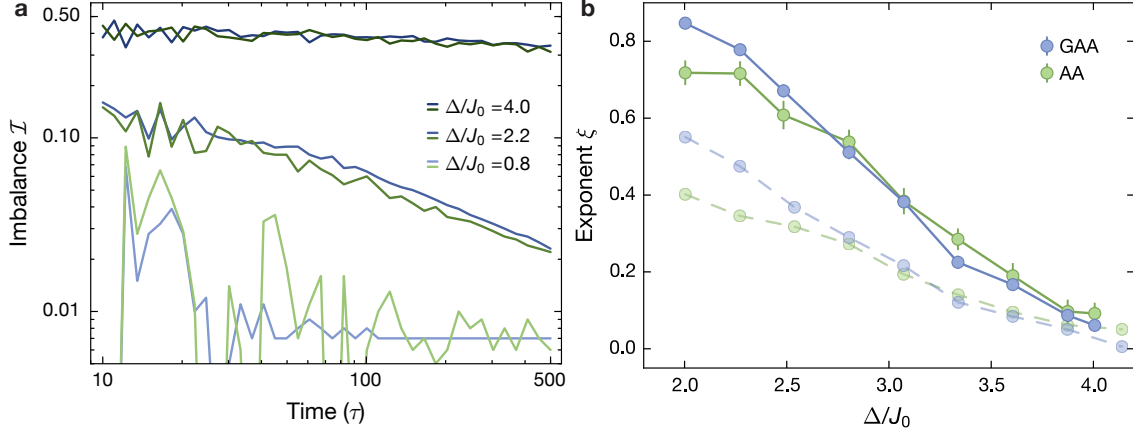 a
0.50
0.10
0.01
10
100
500
Imbalance I
Time (τ)
Δ/J0 = 4.0
Δ/J0 = 2.2
Δ/J0 = 0.8
b
0.8
0.6
0.4
0.2
0.0
2.0
2.5
3.0
3.5
4.0
Exponent ξ
Δ/J0
GAA
AA